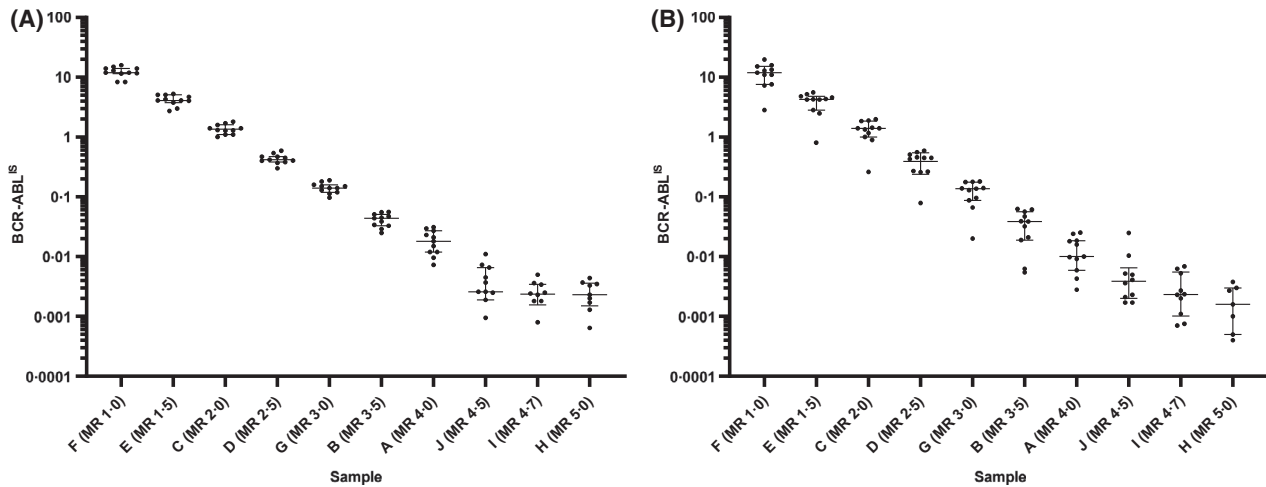 (A)
100
10
1
0·1
0·01
0·001
0·0001
BCR-ABL^IS
F (MR 1·0)
E (MR 1·5)
C (MR 2·0)
D (MR 2·5)
G (MR 3·0)
B (MR 3·5)
A (MR 4·0)
J (MR 4·5)
I (MR 4·7)
H (MR 5·0)
Sample
(B)
100
10
1
0·1
0·01
0·001
0·0001
BCR-ABL^IS
F (MR 1·0)
E (MR 1·5)
C (MR 2·0)
D (MR 2·5)
G (MR 3·0)
B (MR 3·5)
A (MR 4·0)
J (MR 4·5)
I (MR 4·7)
H (MR 5·0)
Sample